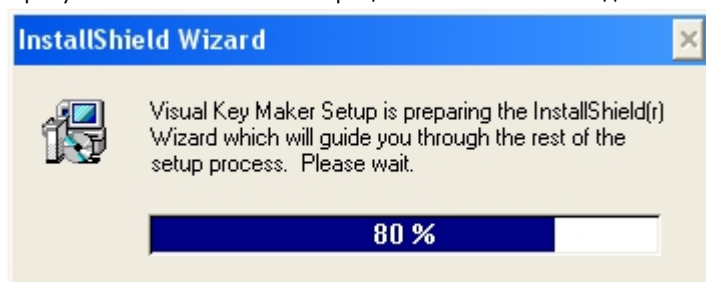 InstallShield Wizard
Visual Key Maker Setup is preparing the InstallShield(r)
Wizard which will guide you through the rest of the
setup process.  Please wait.
80 %